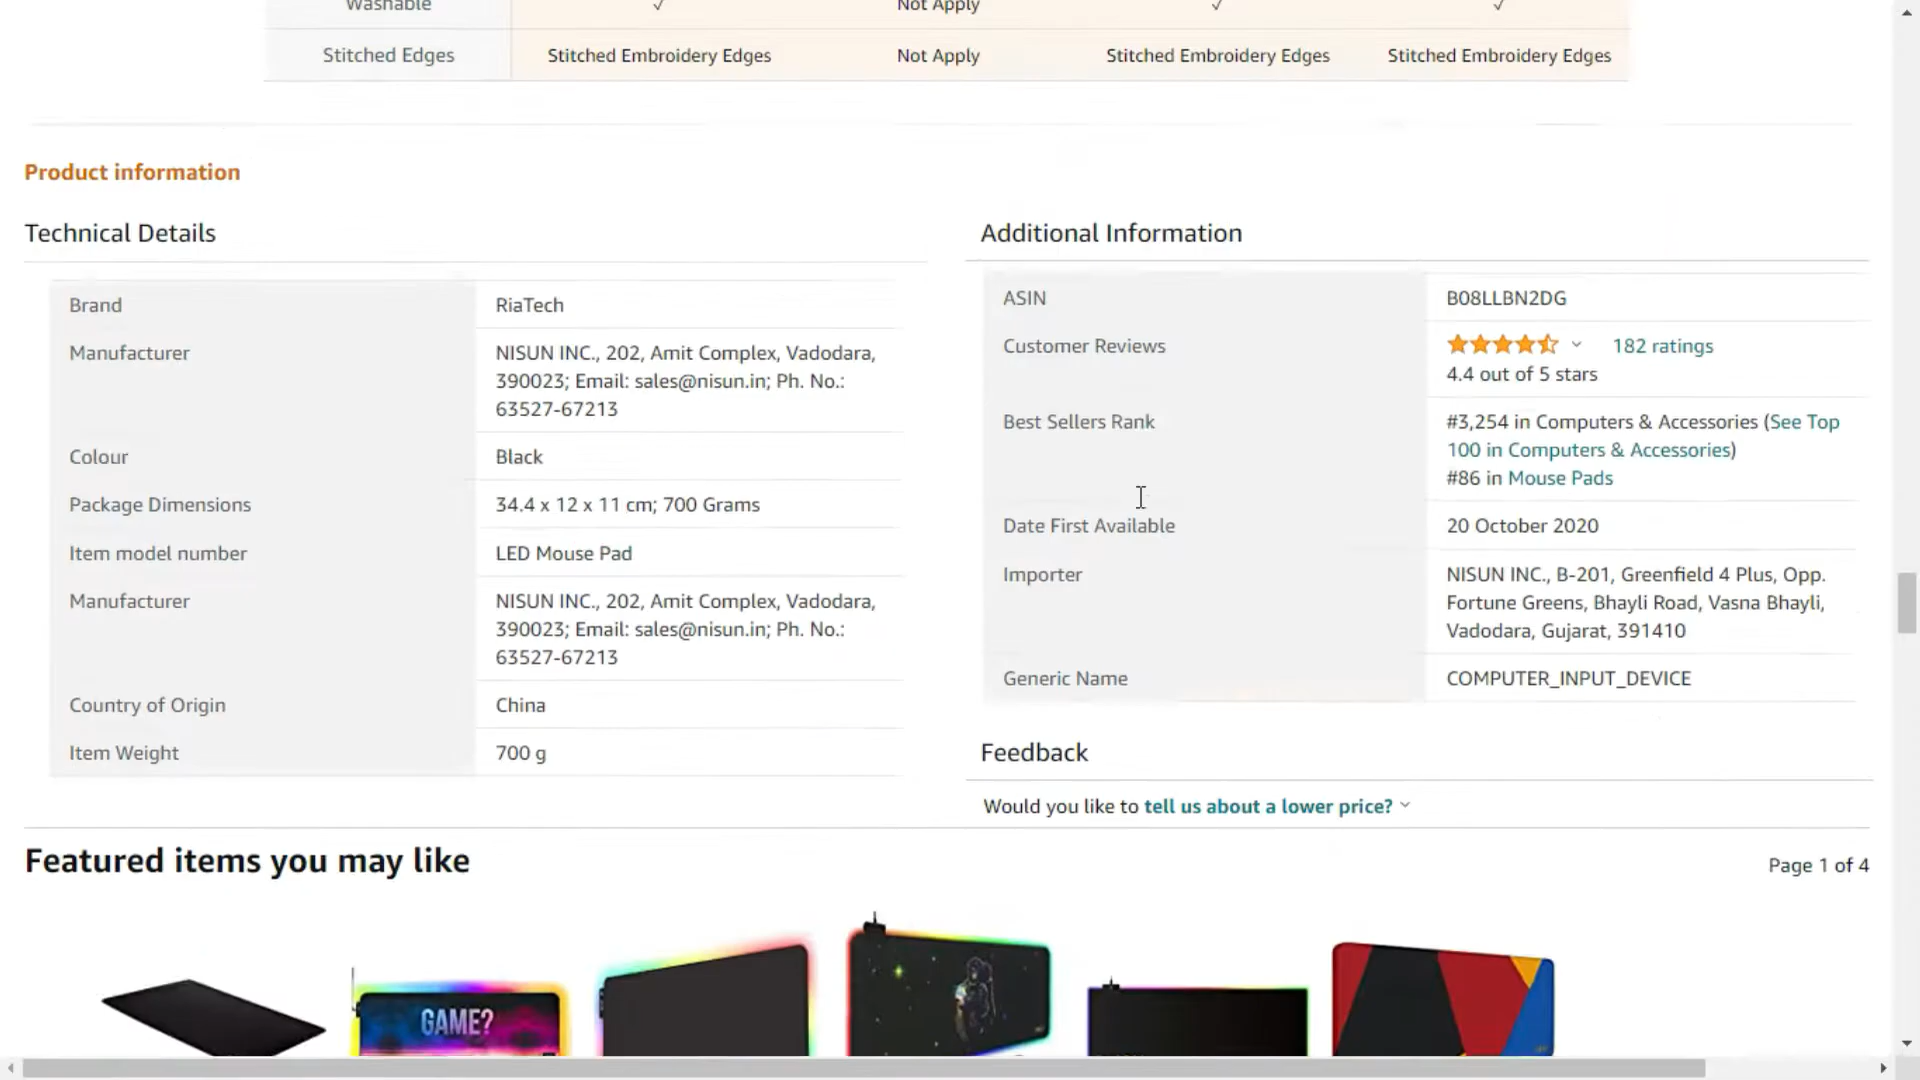 Washable ✓ Not Apply ✓ ✓
Stitched Edges Stitched Embroidery Edges Not Apply Stitched Embroidery Edges Stitched Embroidery Edges
Product information
Technical Details
Brand RiaTech
Manufacturer NISUN INC., 202, Amit Complex, Vadodara,
390023; Email: sales@nisun.in; Ph. No.:
63527-67213
Colour Black
Package Dimensions 34.4 x 12 x 11 cm; 700 Grams
Item model number LED Mouse Pad
Manufacturer NISUN INC., 202, Amit Complex, Vadodara,
390023; Email: sales@nisun.in; Ph. No.:
63527-67213
Country of Origin China
Item Weight 700 g
Additional Information
ASIN B08LLBN2DG
Customer Reviews 182 ratings
4.4 out of 5 stars
Best Sellers Rank #3,254 in Computers & Accessories (See Top
100 in Computers & Accessories)
#86 in Mouse Pads
Date First Available 20 October 2020
Importer NISUN INC., B-201, Greenfield 4 Plus, Opp.
Fortune Greens, Bhayli Road, Vasna Bhayli,
Vadodara, Gujarat, 391410
Generic Name COMPUTER_INPUT_DEVICE
Feedback
Would you like to tell us about a lower price?
Featured items you may like
Page 1 of 4
GAME?